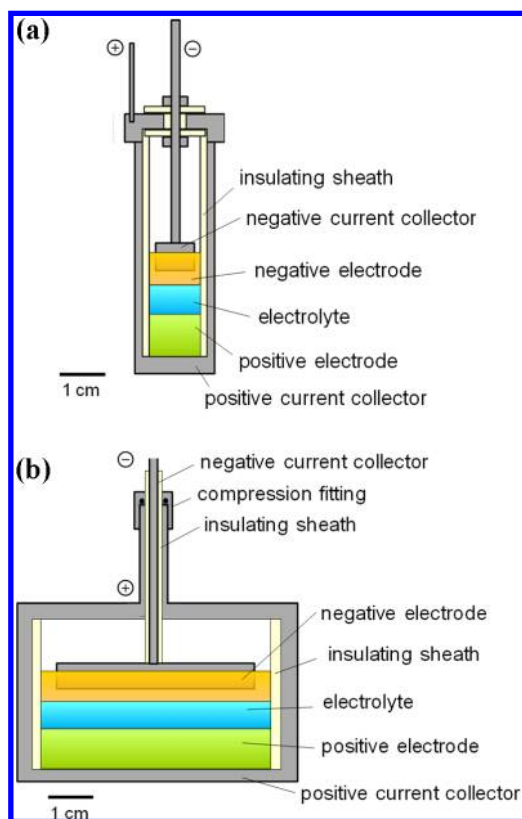 (a)
+
−
insulating sheath
negative current collector
negative electrode
electrolyte
positive electrode
positive current collector
1 cm
(b)
−
negative current collector
compression fitting
insulating sheath
+
negative electrode
insulating sheath
electrolyte
positive electrode
positive current collector
1 cm